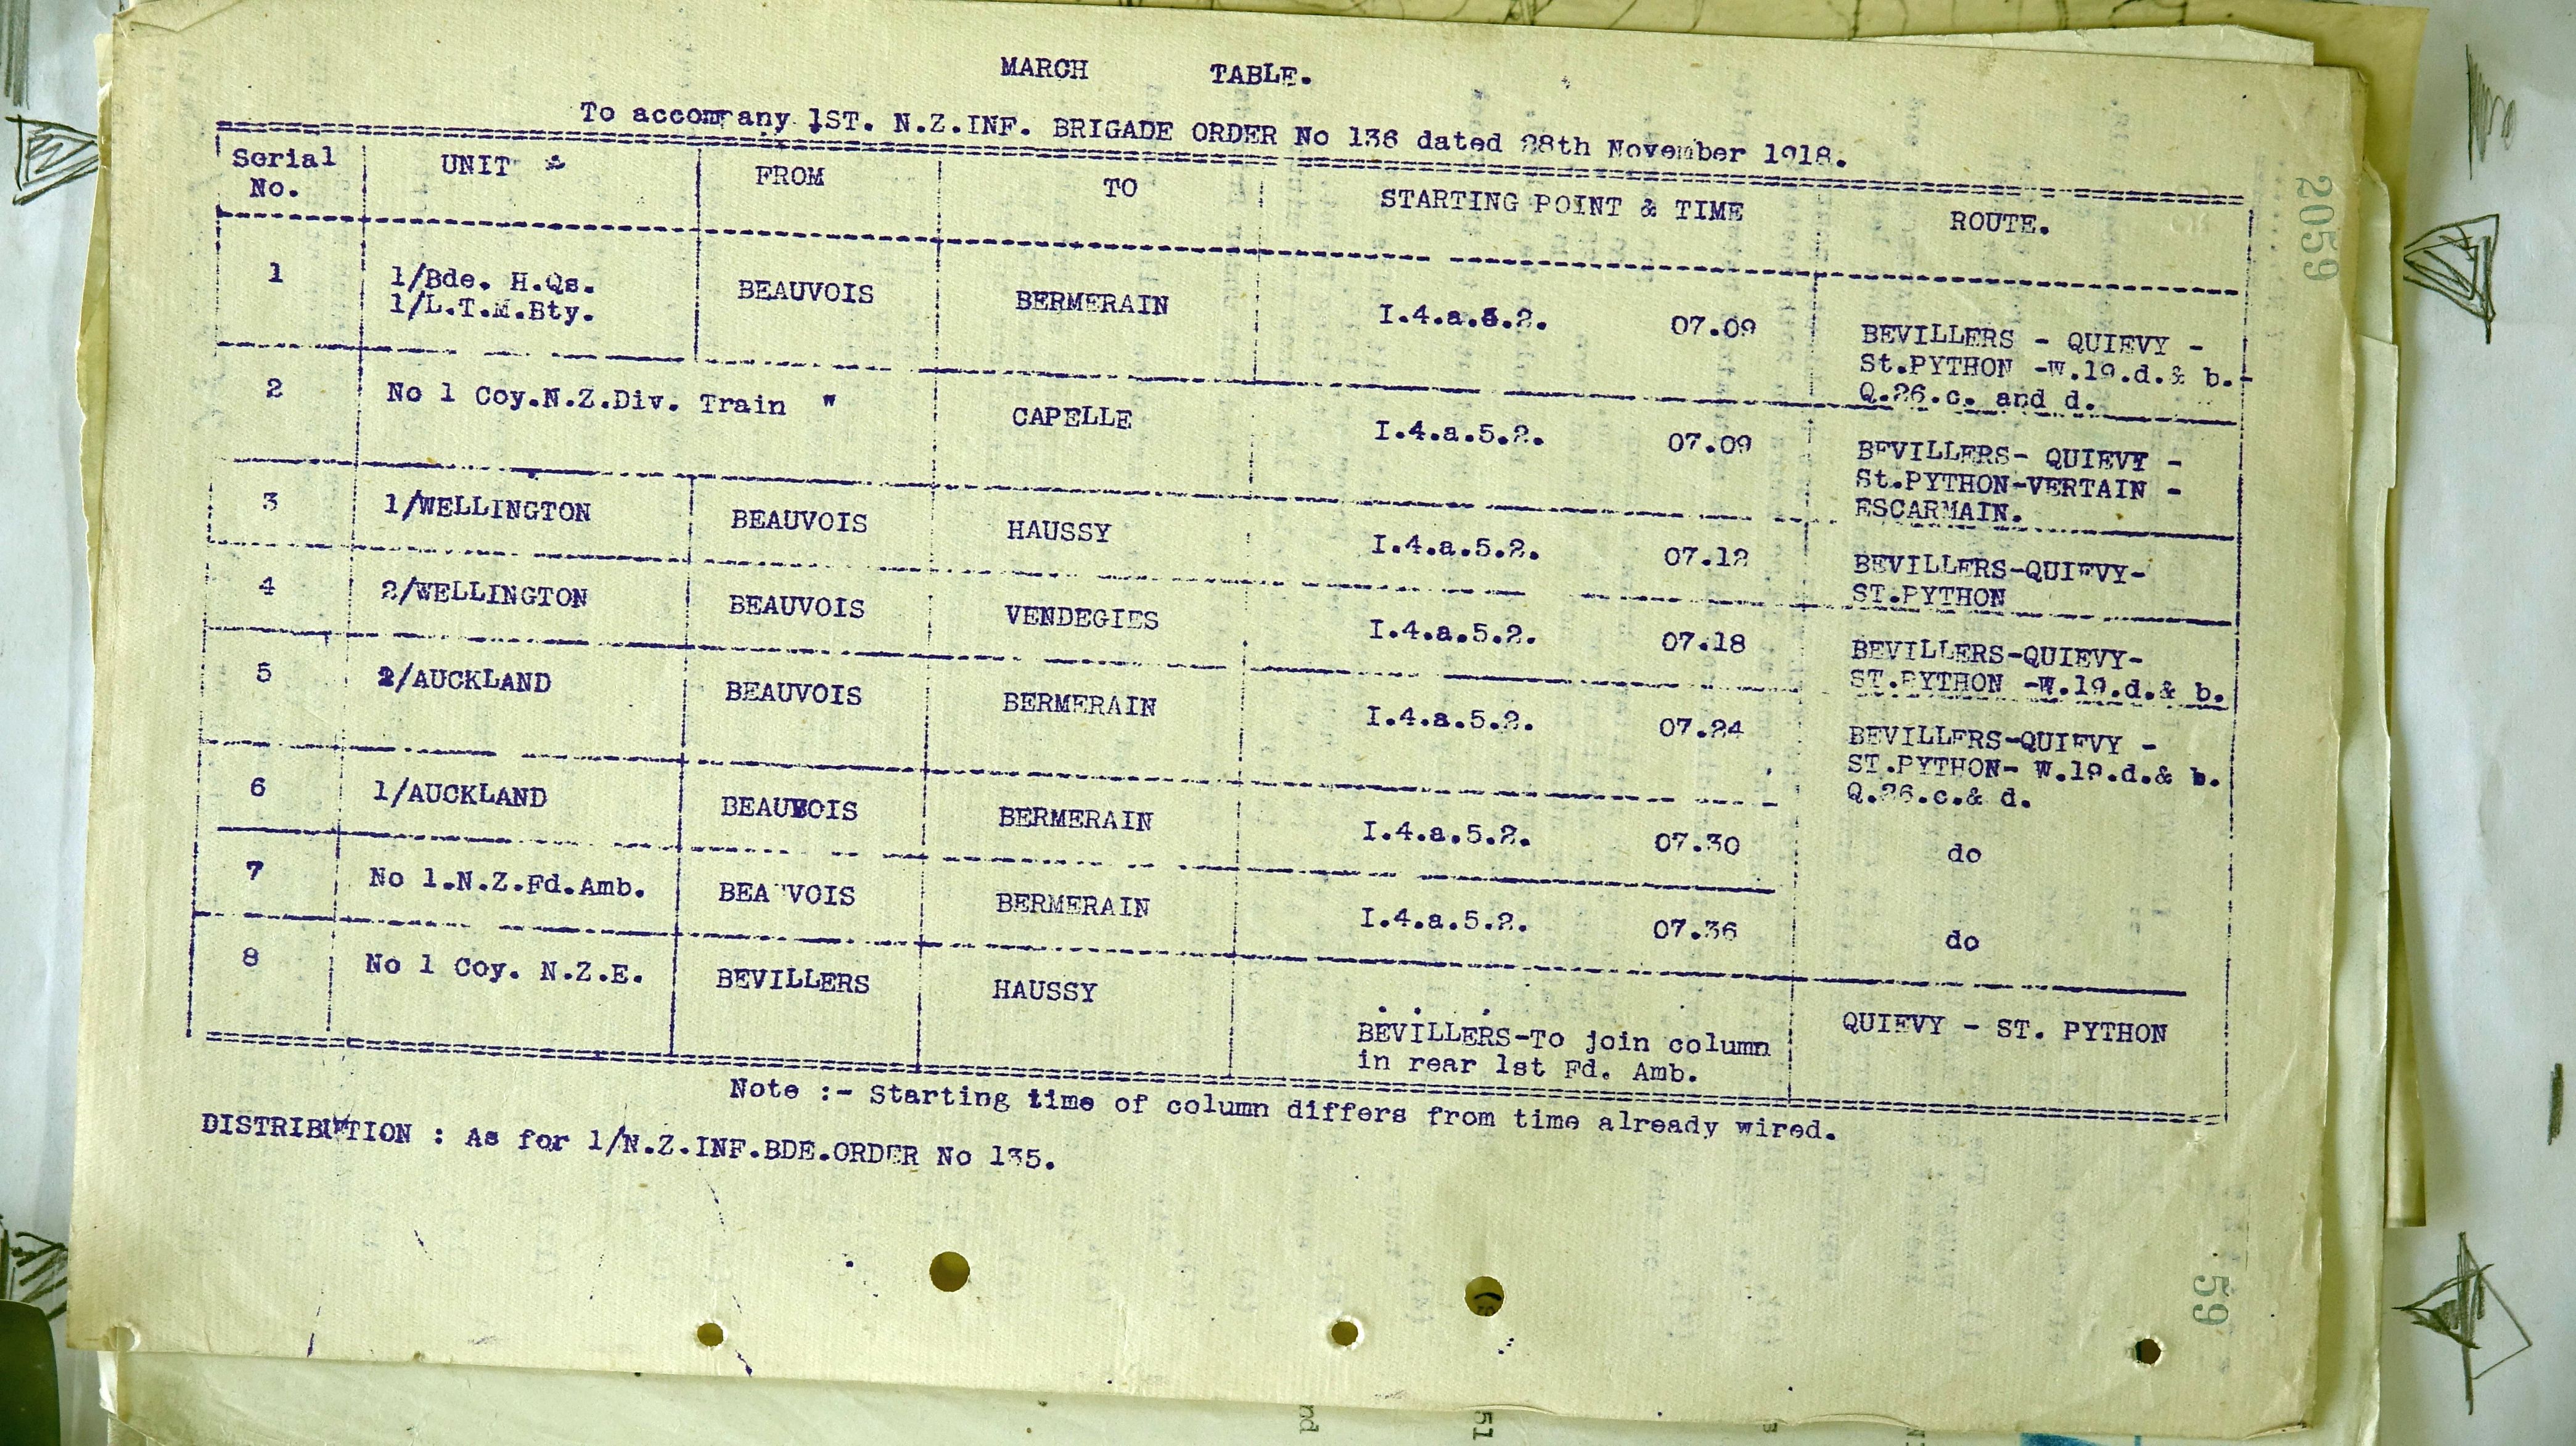 MARCH TABLE.
To accompany 1ST. N.Z.INF. BRIGADE ORDER No 136 dated 28th November 1918.
Serial No. UNIT FROM TO STARTING POINT & TIME ROUTE.
1 1/Bde. H.Qs. BEAUVOIS BERMERAIN I.4.a.5.2. 07.09 BEVILLERS - QUIEVY -
1/L.T.M.Bty. St.PYTHON -W.19.d.& b.-
Q.26.c. and d.
2 No 1 Coy.N.Z.Div. Train " CAPELLE I.4.a.5.2. 07.09 BEVILLERS- QUIEVY -
St.PYTHON-VERTAIN -
ESCARMAIN.
3 1/WELLINGTON BEAUVOIS HAUSSY I.4.a.5.2. 07.12 BEVILLERS-QUIEVY-
ST.PYTHON
4 2/WELLINGTON BEAUVOIS VENDEGIES I.4.a.5.2. 07.18 BEVILLERS-QUIEVY-
ST.PYTHON -W.19.d.& b.
5 2/AUCKLAND BEAUVOIS BERMERAIN I.4.a.5.2. 07.24 BEVILLERS-QUIEVY -
ST.PYTHON- W.19.d.& b.
Q.26.c.& d.
6 1/AUCKLAND BEAUVOIS BERMERAIN I.4.a.5.2. 07.30 do
7 No 1.N.Z.Fd.Amb. BEAUVOIS BERMERAIN I.4.a.5.2. 07.36 do
8 No 1 Coy. N.Z.E. BEVILLERS HAUSSY BEVILLERS-To join column QUIEVY - ST. PYTHON
in rear 1st Fd. Amb.
Note :- Starting time of column differs from time already wired.
DISTRIBUTION : As for 1/N.Z.INF.BDE.ORDER No 135.
2059
59
51
nd